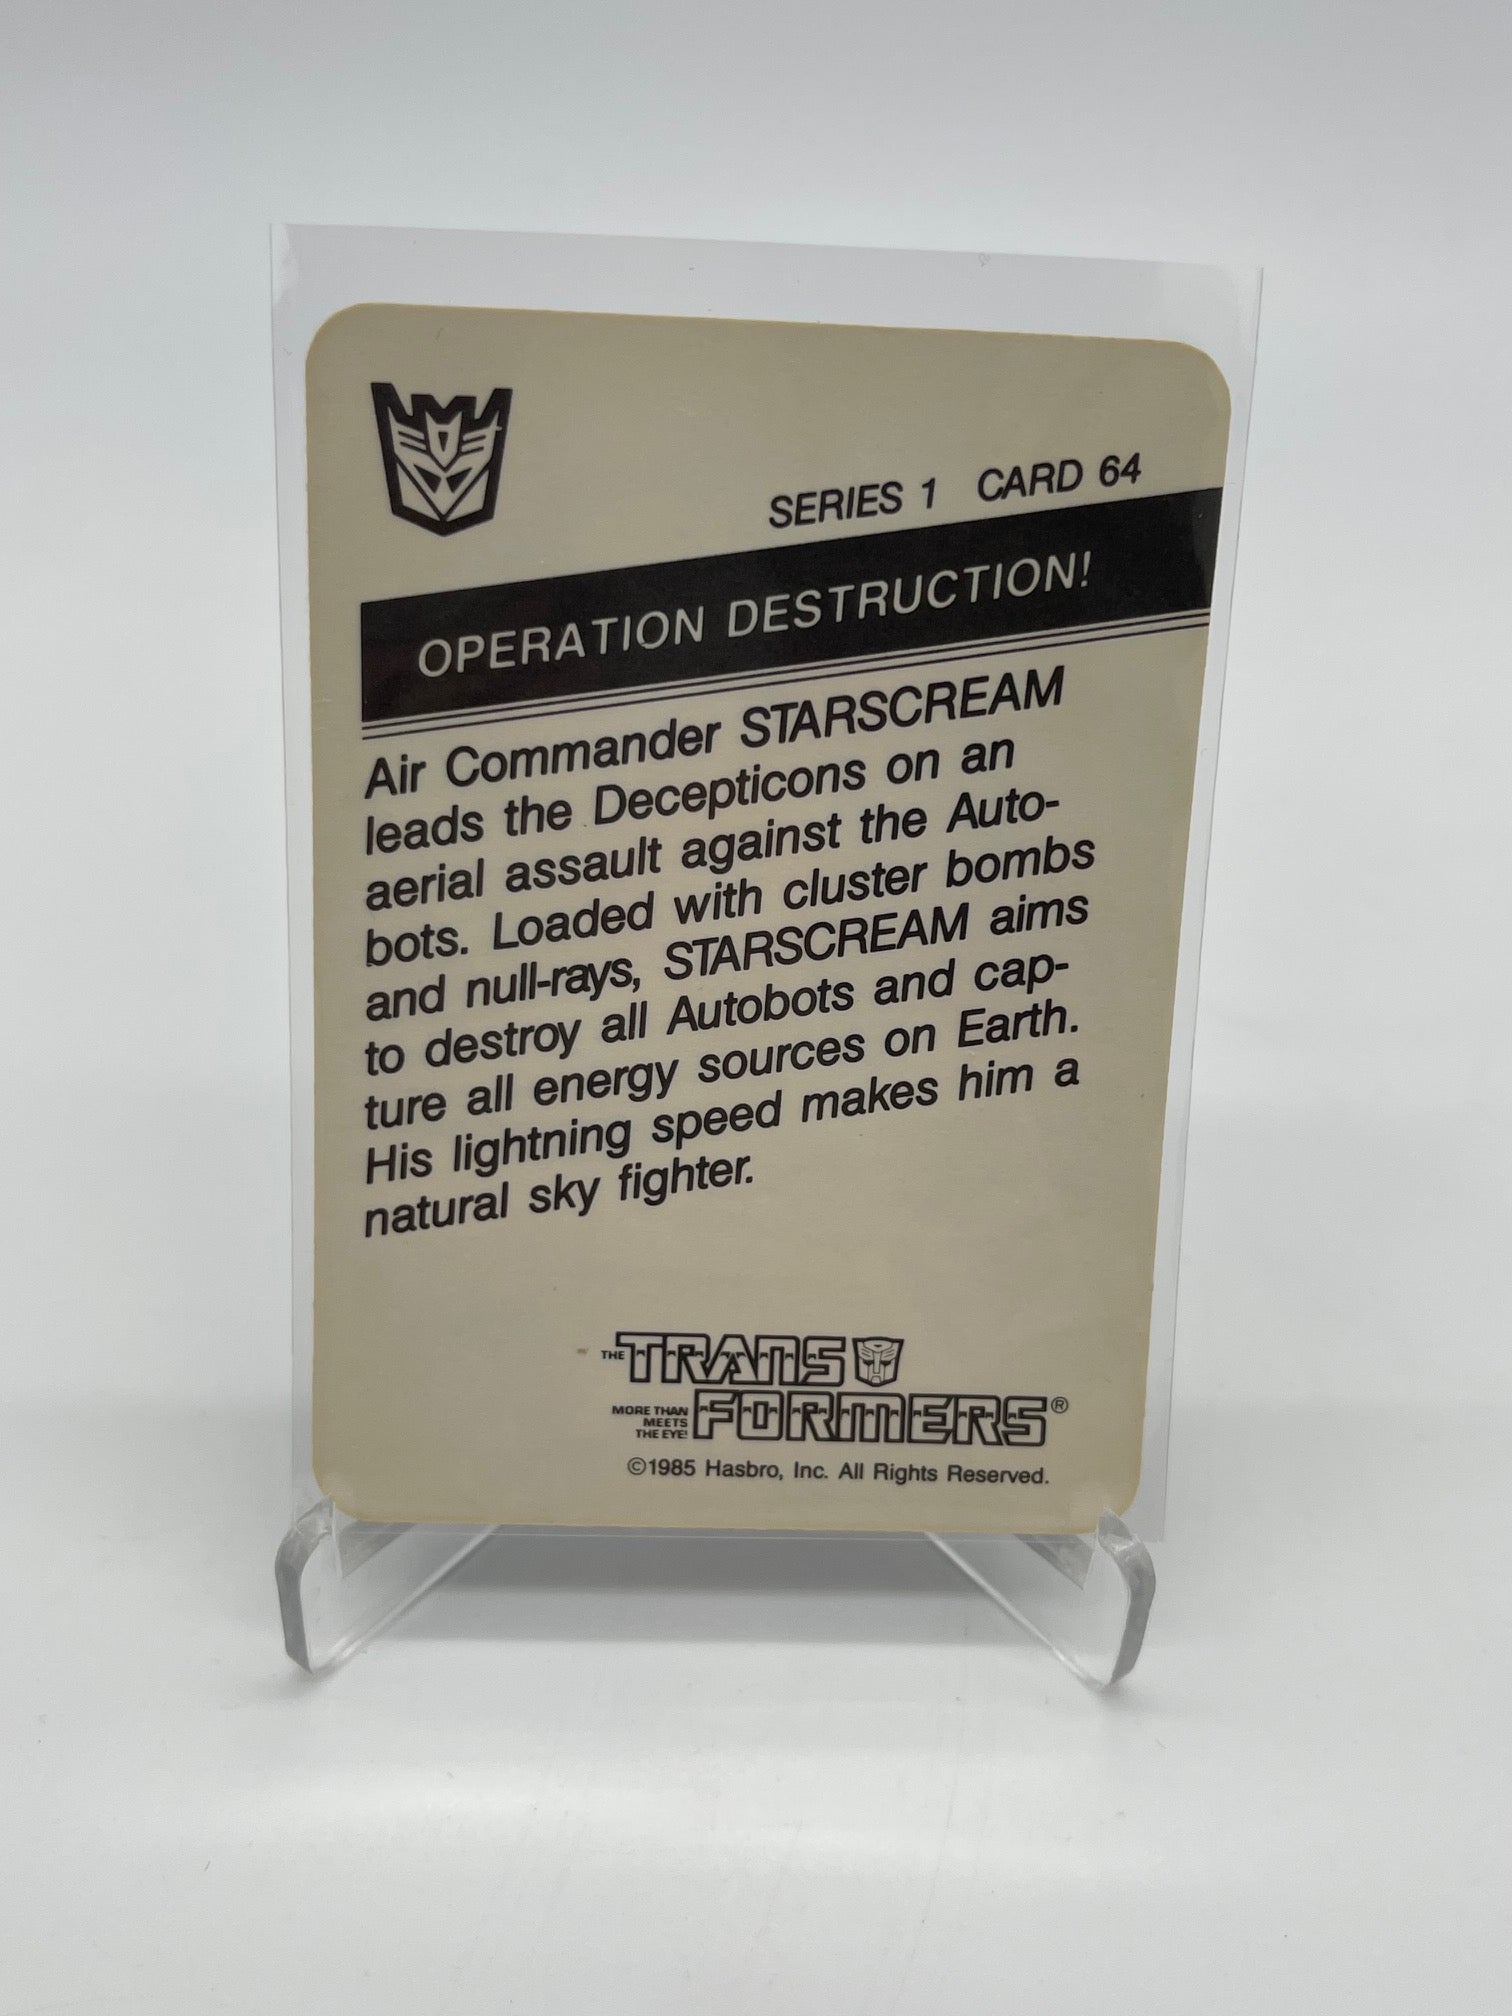 SERIES 1 CARD 64
OPERATION DESTRUCTION!
Air Commander STARSCREAM
leads the Decepticons on an
aerial assault against the Auto-
bots. Loaded with cluster bombs
and null-rays, STARSCREAM aims
to destroy all Autobots and cap-
ture all energy sources on Earth.
His lightning speed makes him a
natural sky fighter.
THE TRANS
MORE THAN
MEETS
THE EYE!
FORMERS®
©1985 Hasbro, Inc. All Rights Reserved.